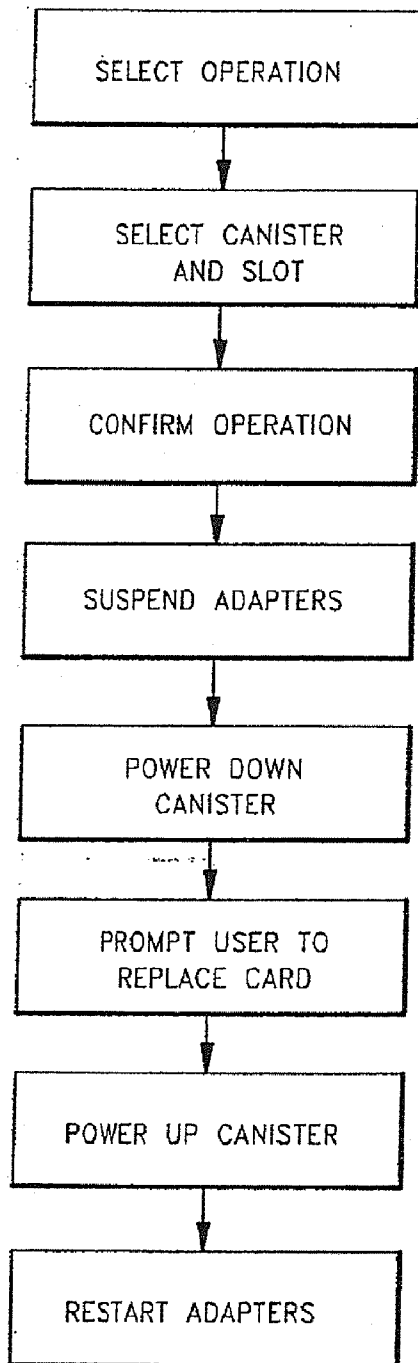 SELECT OPERATION
SELECT CANISTER
AND SLOT
CONFIRM OPERATION
SUSPEND ADAPTERS
POWER DOWN
CANISTER
PROMPT USER TO
REPLACE CARD
POWER UP CANISTER
RESTART ADAPTERS